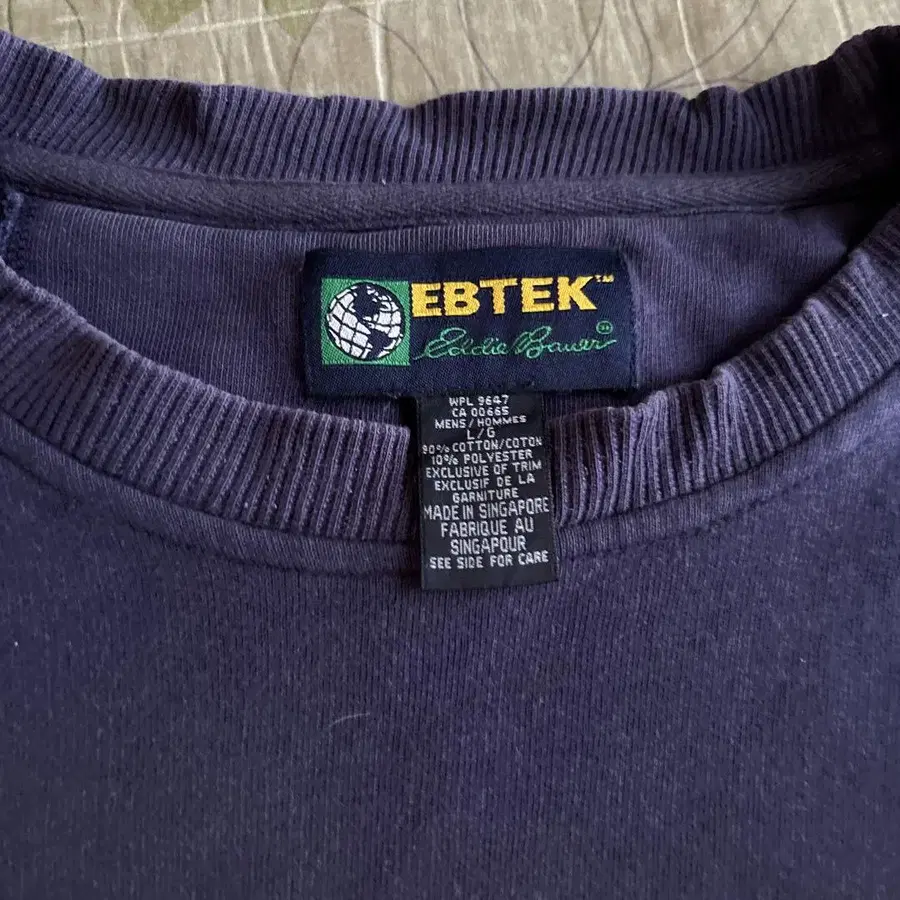 EBTEK™
Eddie Bauer
WPL 9647
CA 00665
MENS/HOMMES
L/G
90% COTTON/COTON
10% POLYESTER
EXCLUSIVE OF TRIM
EXCLUSIF DE LA
GARNITURE
MADE IN SINGAPORE
FABRIQUE AU
SINGAPOUR
SEE SIDE FOR CARE